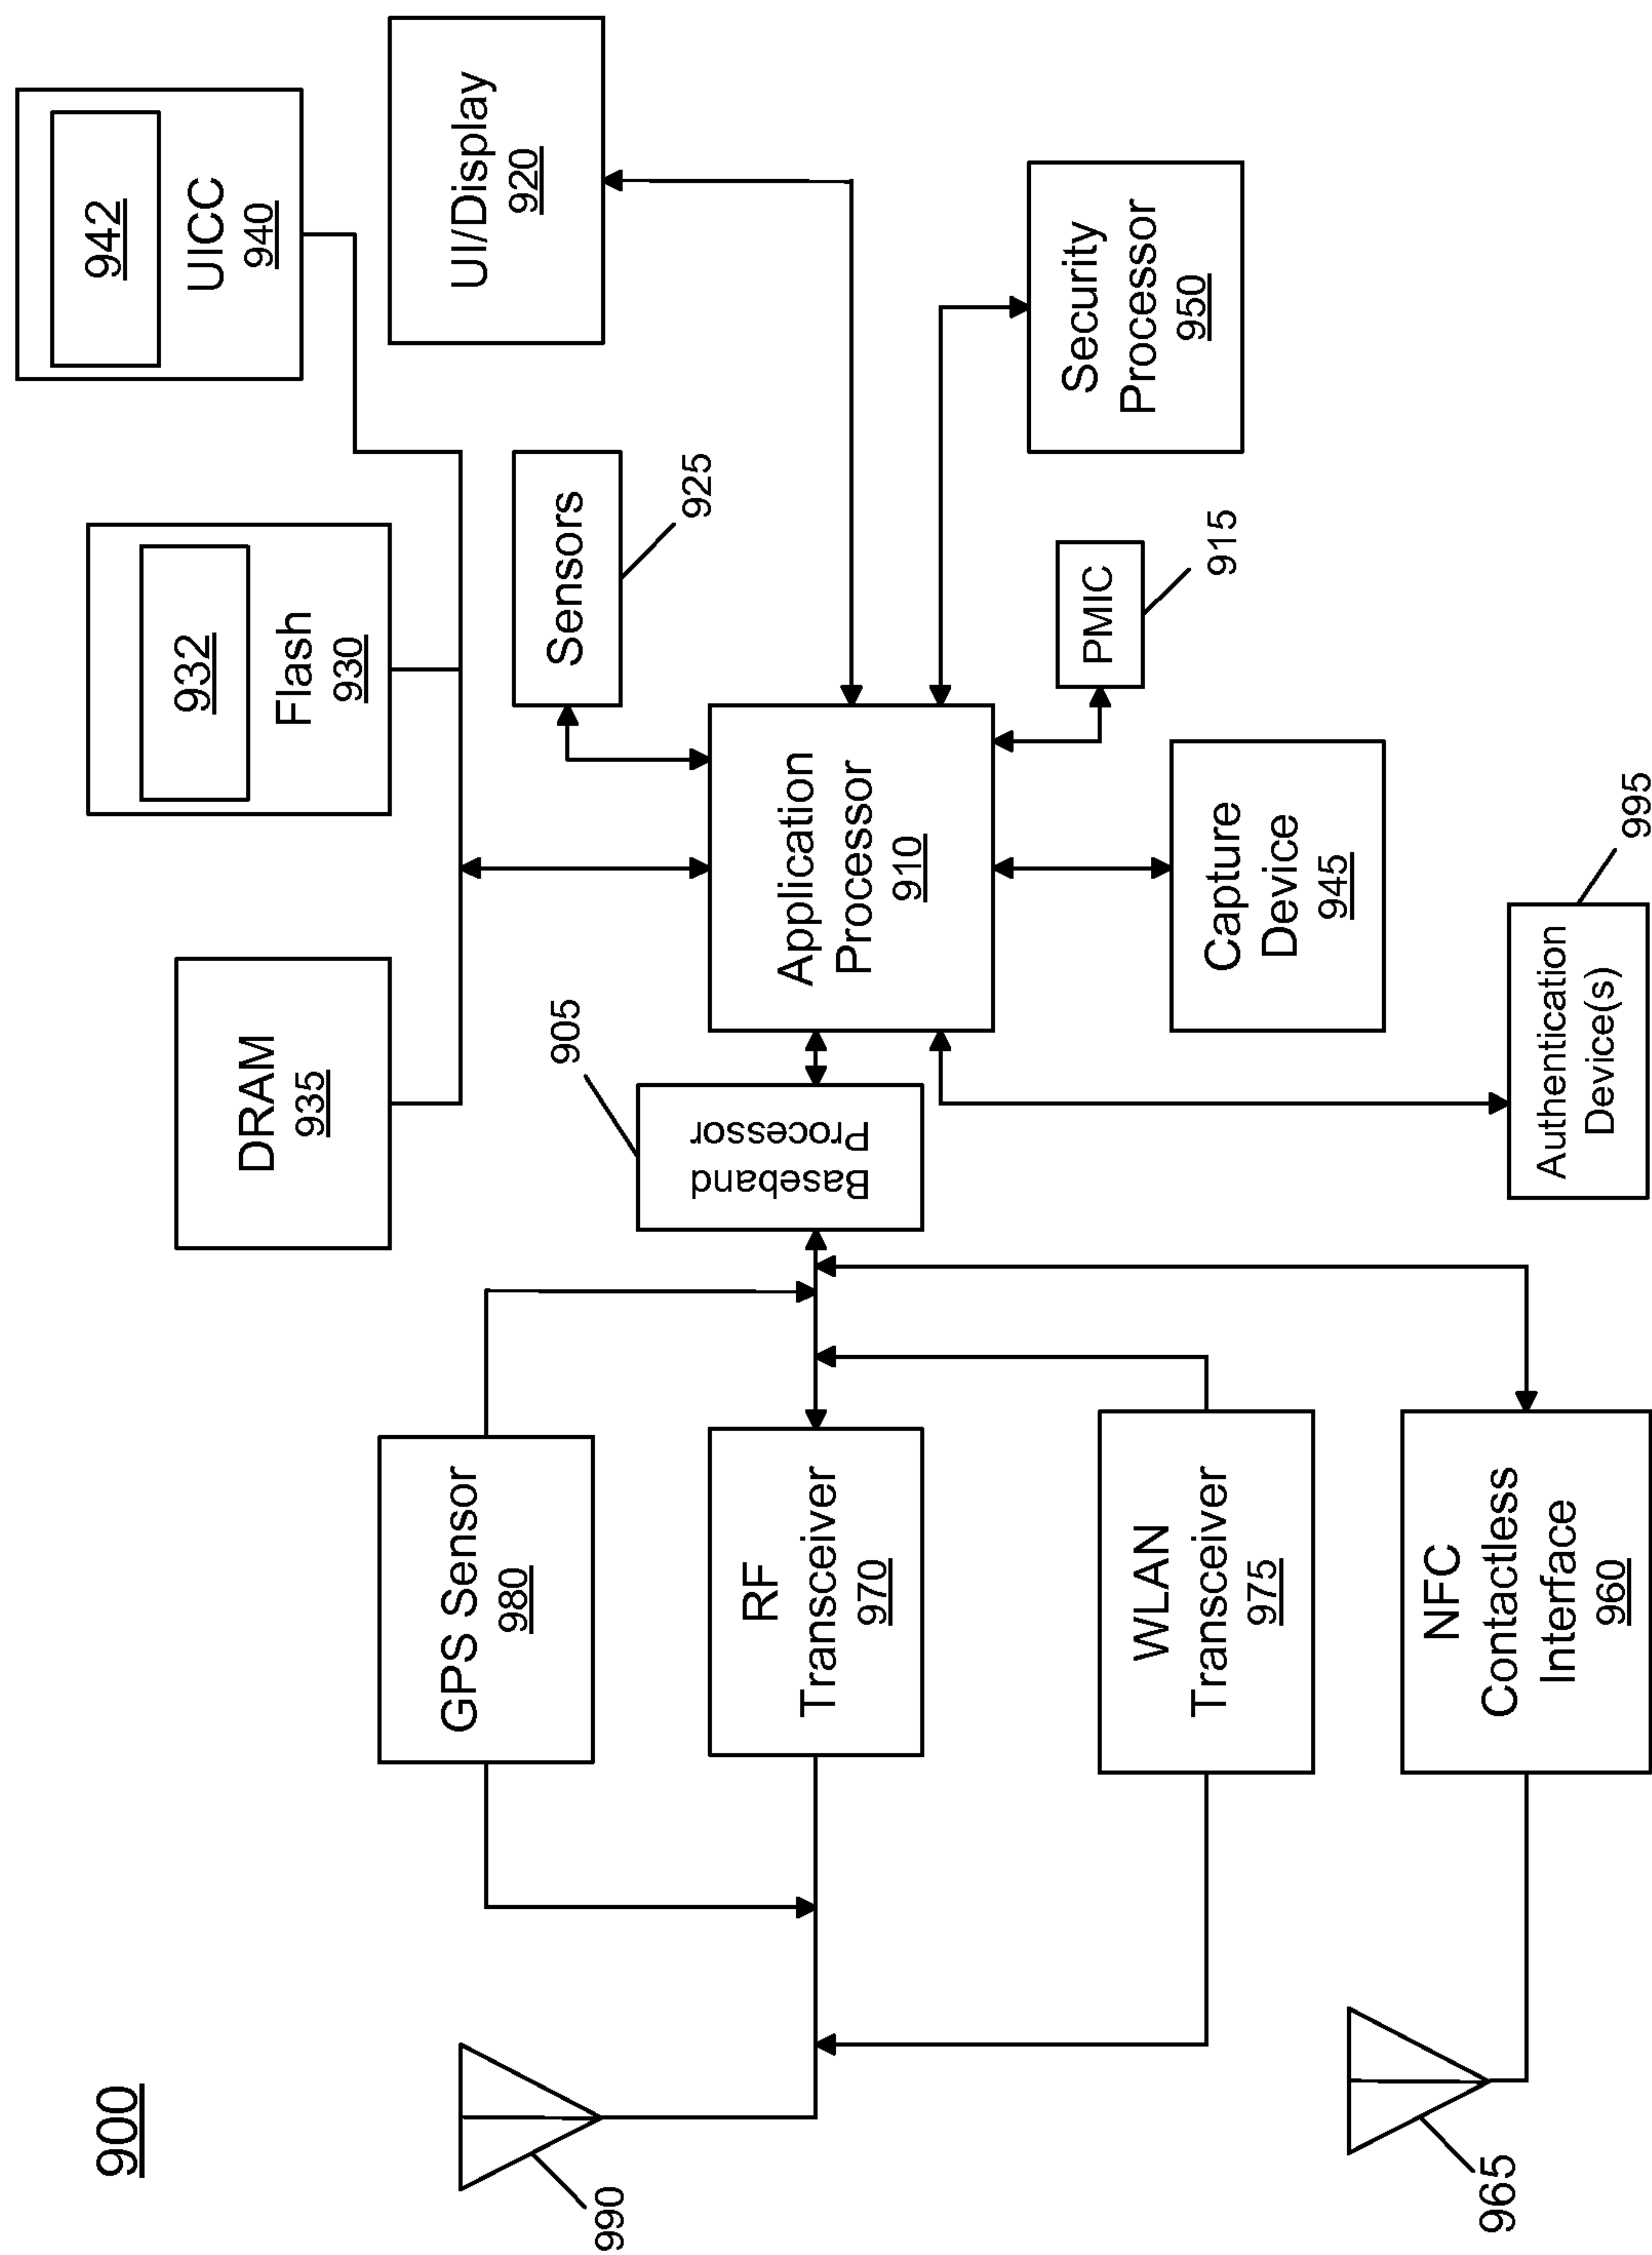 900
990
965
GPS Sensor
980
RF
Transceiver
970
WLAN
Transceiver
975
NFC
Contactless
Interface
960
DRAM
935
905
Baseband
Processor
Application
Processor
910
Capture
Device
945
Authentication
Device(s)
995
932
Flash
930
Sensors
925
PMIC
915
942
UICC
940
UI/Display
920
Security
Processor
950